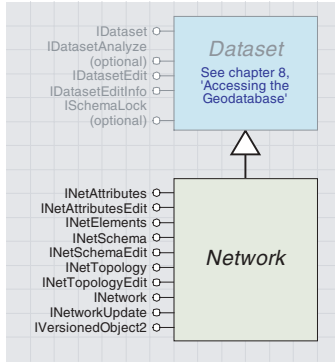 IDataset
IDatasetAnalyze
(optional)
IDatasetEdit
IDatasetEditInfo
ISchemaLock
(optional)
Dataset
See chapter 8,
'Accessing the
Geodatabase'
INetAttributes
INetAttributesEdit
INetElements
INetSchema
INetSchemaEdit
INetTopology
INetTopologyEdit
INetwork
INetworkUpdate
IVersionedObject2
Network